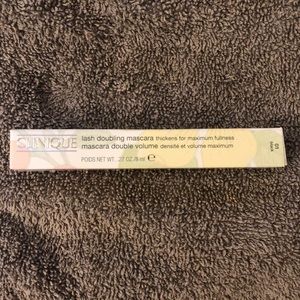 CLINIQUE
lash doubling mascara thickens for maximum fullness
mascara double volume densité et volume maximum
POIDS NET WT. .27 OZ./8 ml ℮
01
black